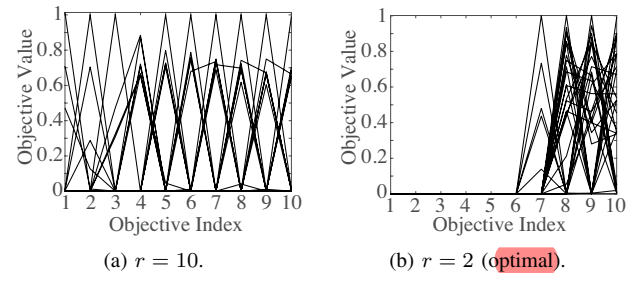 Objective Value
1
0.8
0.6
0.4
0.2
0
1 2 3 4 5 6 7 8 9 10
Objective Index
(a) r = 10.
Objective Value
1
0.8
0.6
0.4
0.2
0
1 2 3 4 5 6 7 8 9 10
Objective Index
(b) r = 2 (optimal).